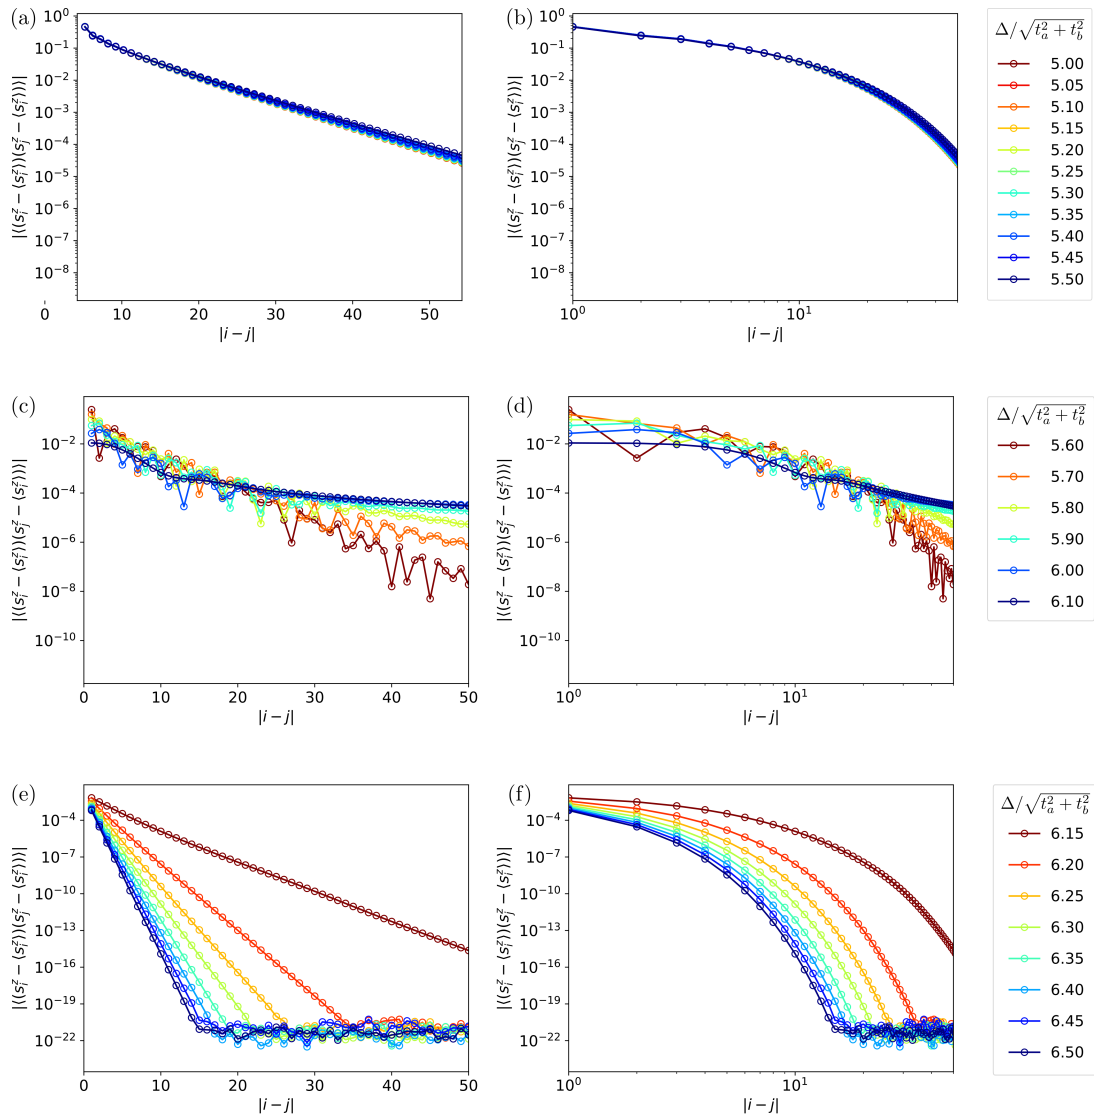 (a)
10^0
10^-1
10^-2
10^-3
10^-4
10^-5
10^-6
10^-7
10^-8
|⟨(s_i^z − ⟨s_i^z⟩)(s_j^z − ⟨s_i^z⟩)⟩|
0 10 20 30 40 50
|i − j|
(b)
10^0
10^-1
10^-2
10^-3
10^-4
10^-5
10^-6
10^-7
10^-8
|⟨(s_i^z − ⟨s_i^z⟩)(s_j^z − ⟨s_i^z⟩)⟩|
10^0 10^1
|i − j|
Δ/√(t_a^2 + t_b^2)
5.00
5.05
5.10
5.15
5.20
5.25
5.30
5.35
5.40
5.45
5.50
(c)
10^-2
10^-4
10^-6
10^-8
10^-10
|⟨(s_i^z − ⟨s_i^z⟩)(s_j^z − ⟨s_i^z⟩)⟩|
0 10 20 30 40 50
|i − j|
(d)
10^-2
10^-4
10^-6
10^-8
10^-10
|⟨(s_i^z − ⟨s_i^z⟩)(s_j^z − ⟨s_i^z⟩)⟩|
10^0 10^1
|i − j|
Δ/√(t_a^2 + t_b^2)
5.60
5.70
5.80
5.90
6.00
6.10
(e)
10^-4
10^-7
10^-10
10^-13
10^-16
10^-19
10^-22
|⟨(s_i^z − ⟨s_i^z⟩)(s_j^z − ⟨s_i^z⟩)⟩|
0 10 20 30 40 50
|i − j|
(f)
10^-4
10^-7
10^-10
10^-13
10^-16
10^-19
10^-22
|⟨(s_i^z − ⟨s_i^z⟩)(s_j^z − ⟨s_i^z⟩)⟩|
10^0 10^1
|i − j|
Δ/√(t_a^2 + t_b^2)
6.15
6.20
6.25
6.30
6.35
6.40
6.45
6.50